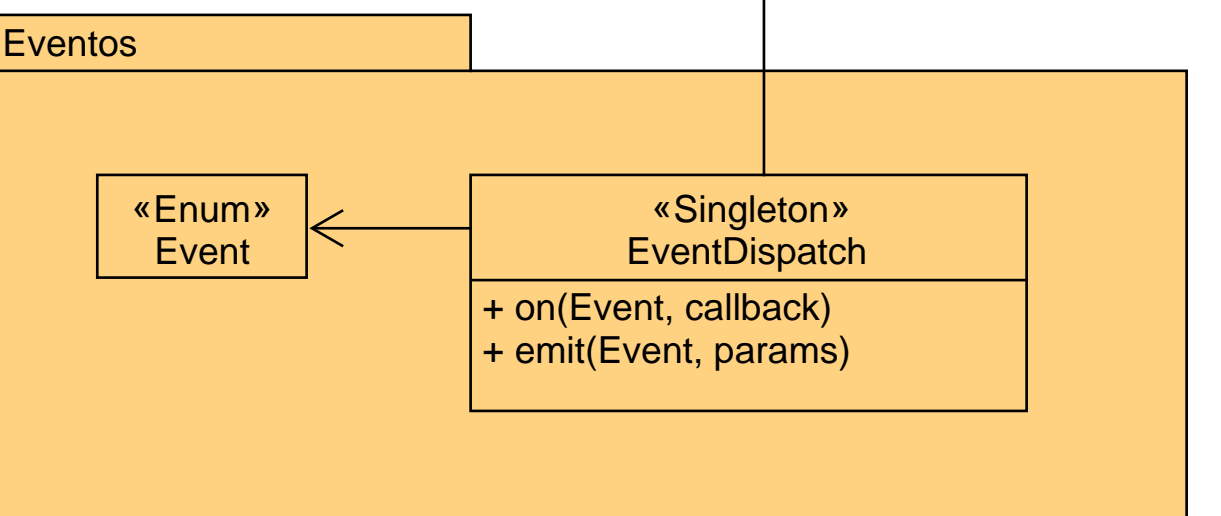 Eventos
«Enum»
Event
«Singleton»
EventDispatch
+ on(Event, callback)
+ emit(Event, params)